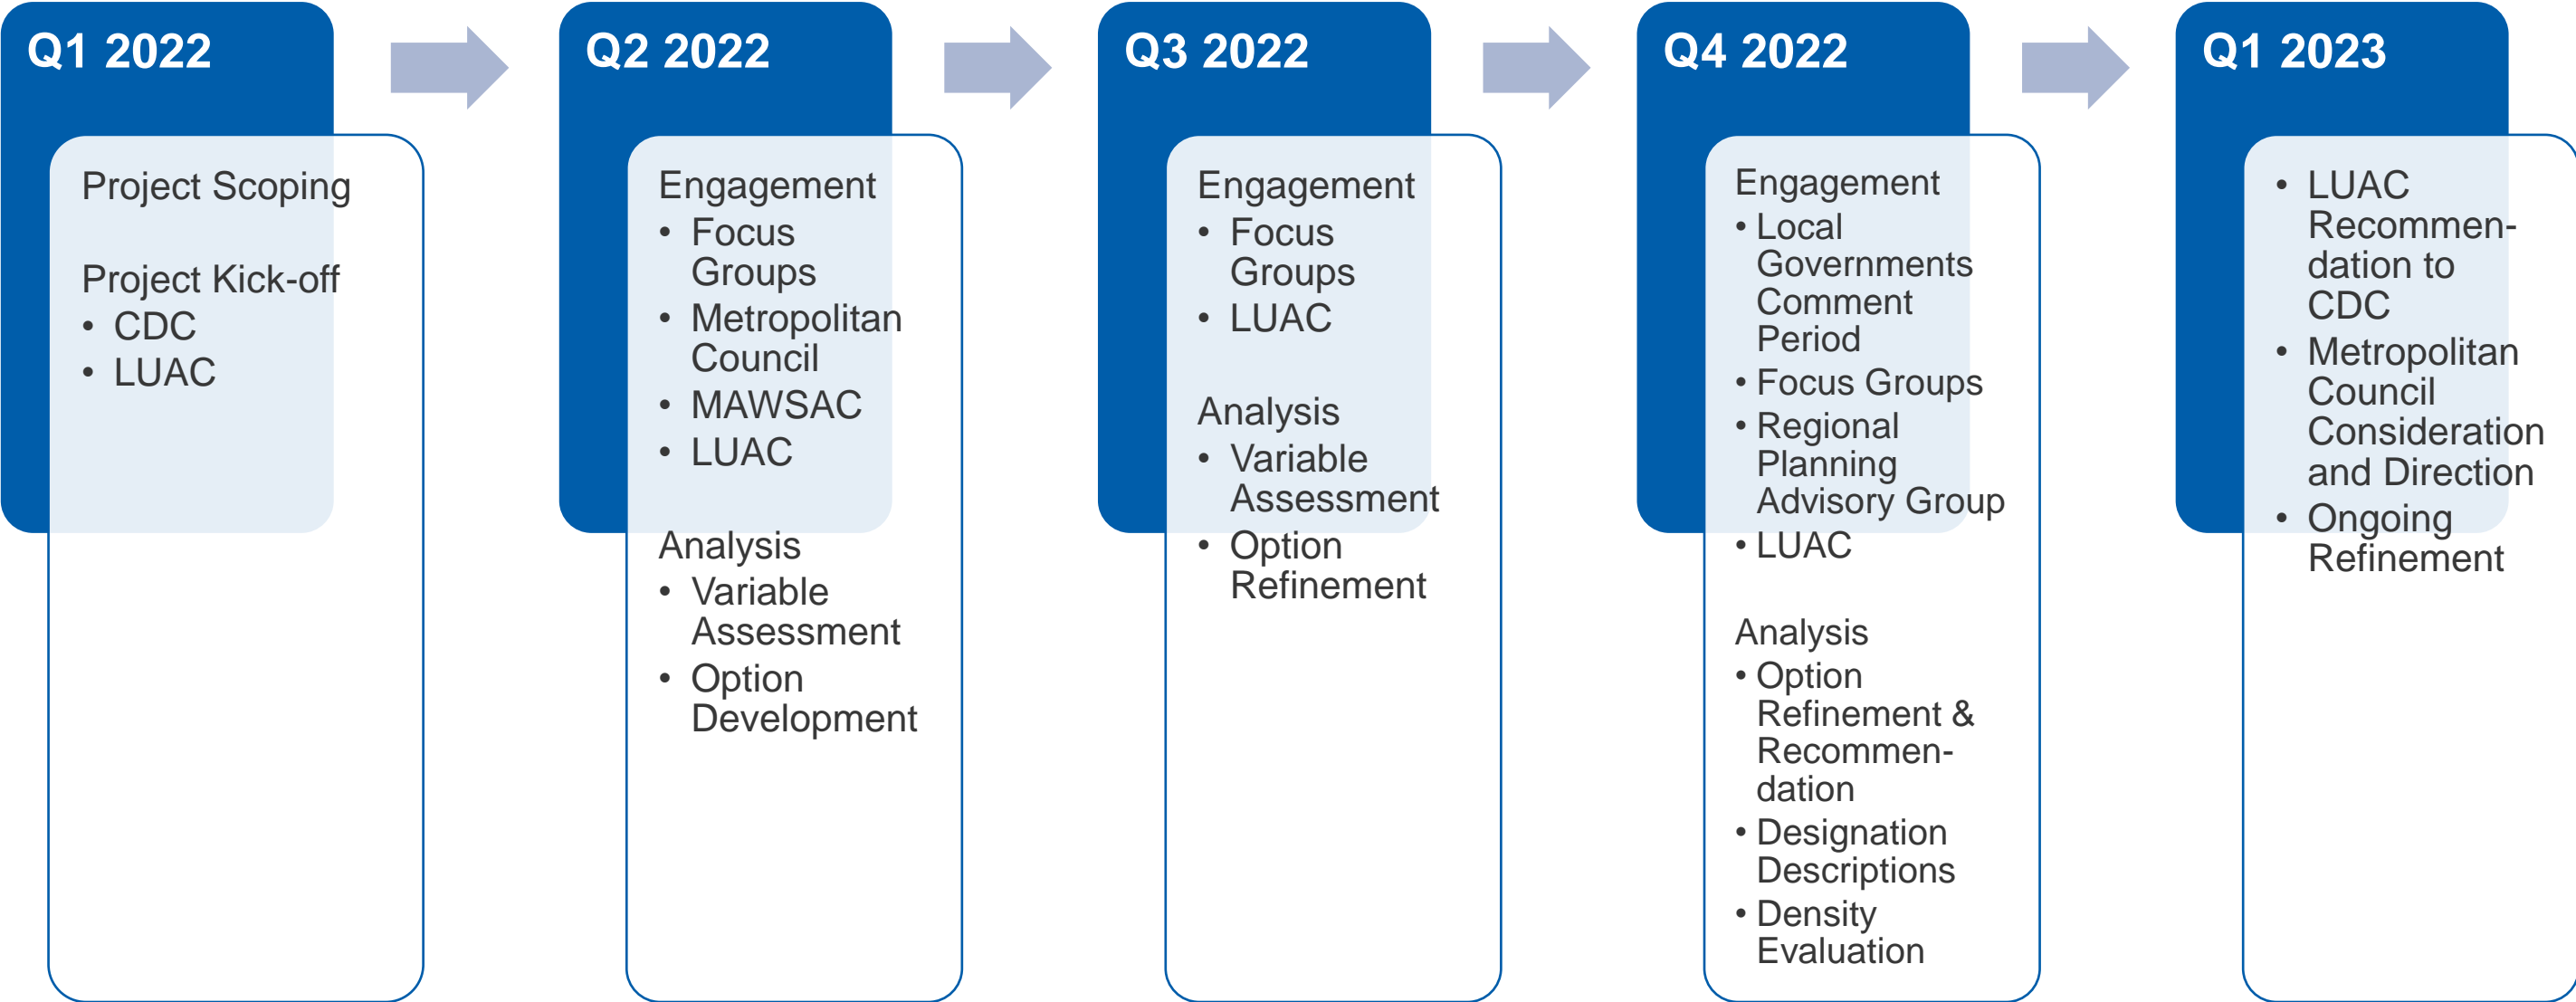 Q1 2022
Project Scoping
Project Kick-off
• CDC
• LUAC
Q2 2022
Engagement
• Focus
Groups
• Metropolitan
Council
• MAWSAC
• LUAC
Analysis
• Variable
Assessment
• Option
Development
Q3 2022
Engagement
• Focus
Groups
• LUAC
Analysis
• Variable
Assessment
• Option
Refinement
Q4 2022
Engagement
• Local
Governments
Comment
Period
• Focus Groups
• Regional
Planning
Advisory Group
• LUAC
Analysis
• Option
Refinement &
Recommen-
dation
• Designation
Descriptions
• Density
Evaluation
Q1 2023
• LUAC
Recommen-
dation to
CDC
• Metropolitan
Council
Consideration
and Direction
• Ongoing
Refinement